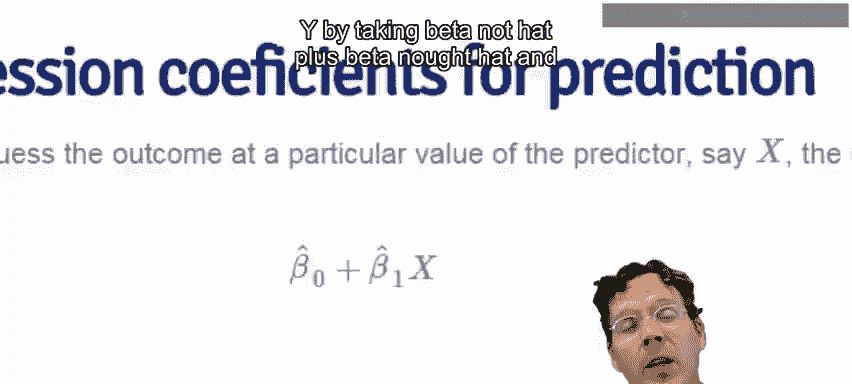 Y by taking beta not hat
plus beta nought hat and
ession coeficients for prediction
uess the outcome at a particular value of the predictor, say X, the
β̂₀ + β̂₁X